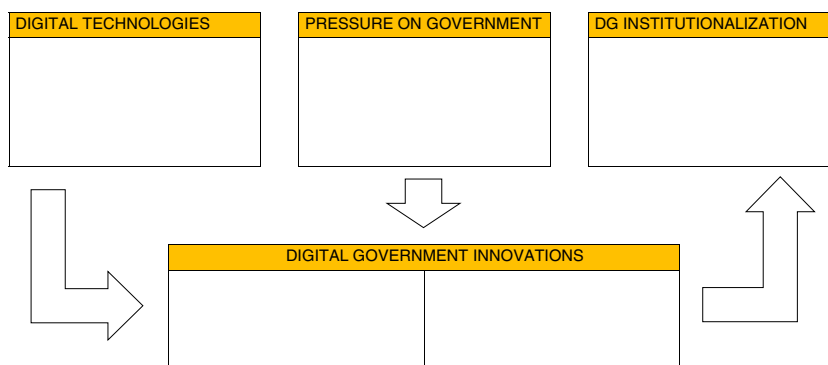 DIGITAL TECHNOLOGIES
PRESSURE ON GOVERNMENT
DG INSTITUTIONALIZATION
DIGITAL GOVERNMENT INNOVATIONS